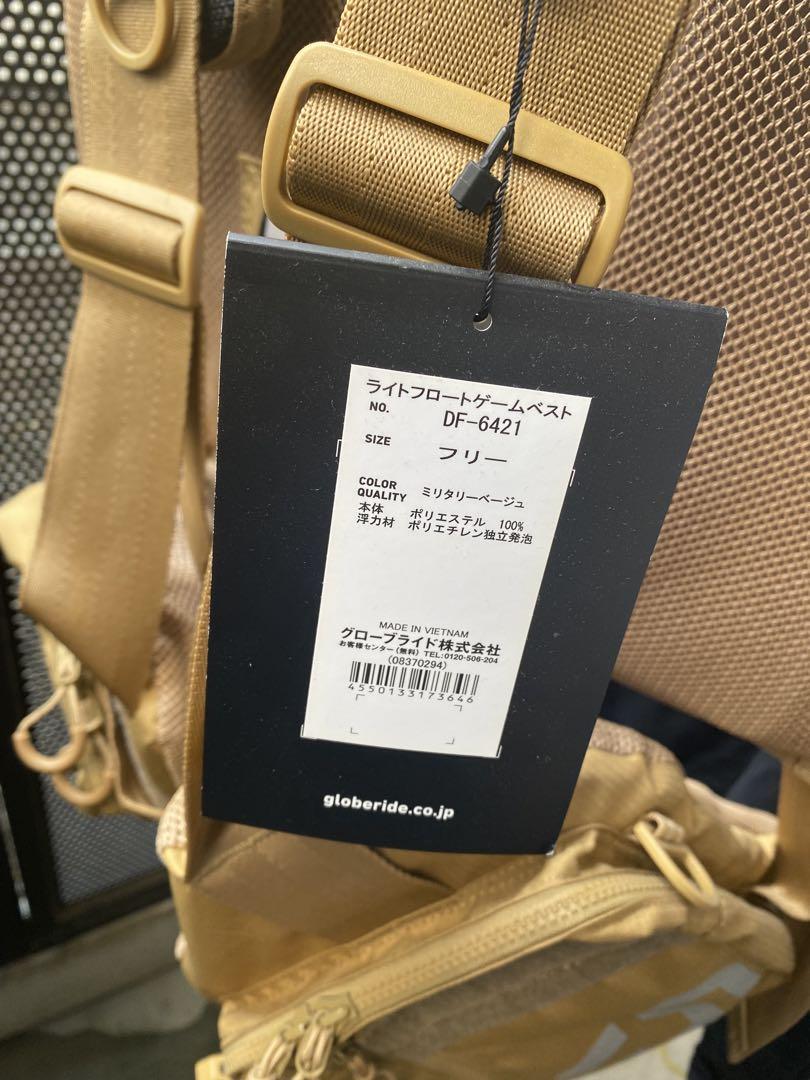 ライトフロートゲームベスト
NO. DF-6421
SIZE フリー
COLOR ミリタリーベージュ
QUALITY
本体 ポリエステル 100%
浮力材 ポリエチレン独立発泡
MADE IN VIETNAM
グローブライド株式会社
お客様センター(無料) TEL:0120-506-204
(08370294)
4550133173646
globeride.co.jp